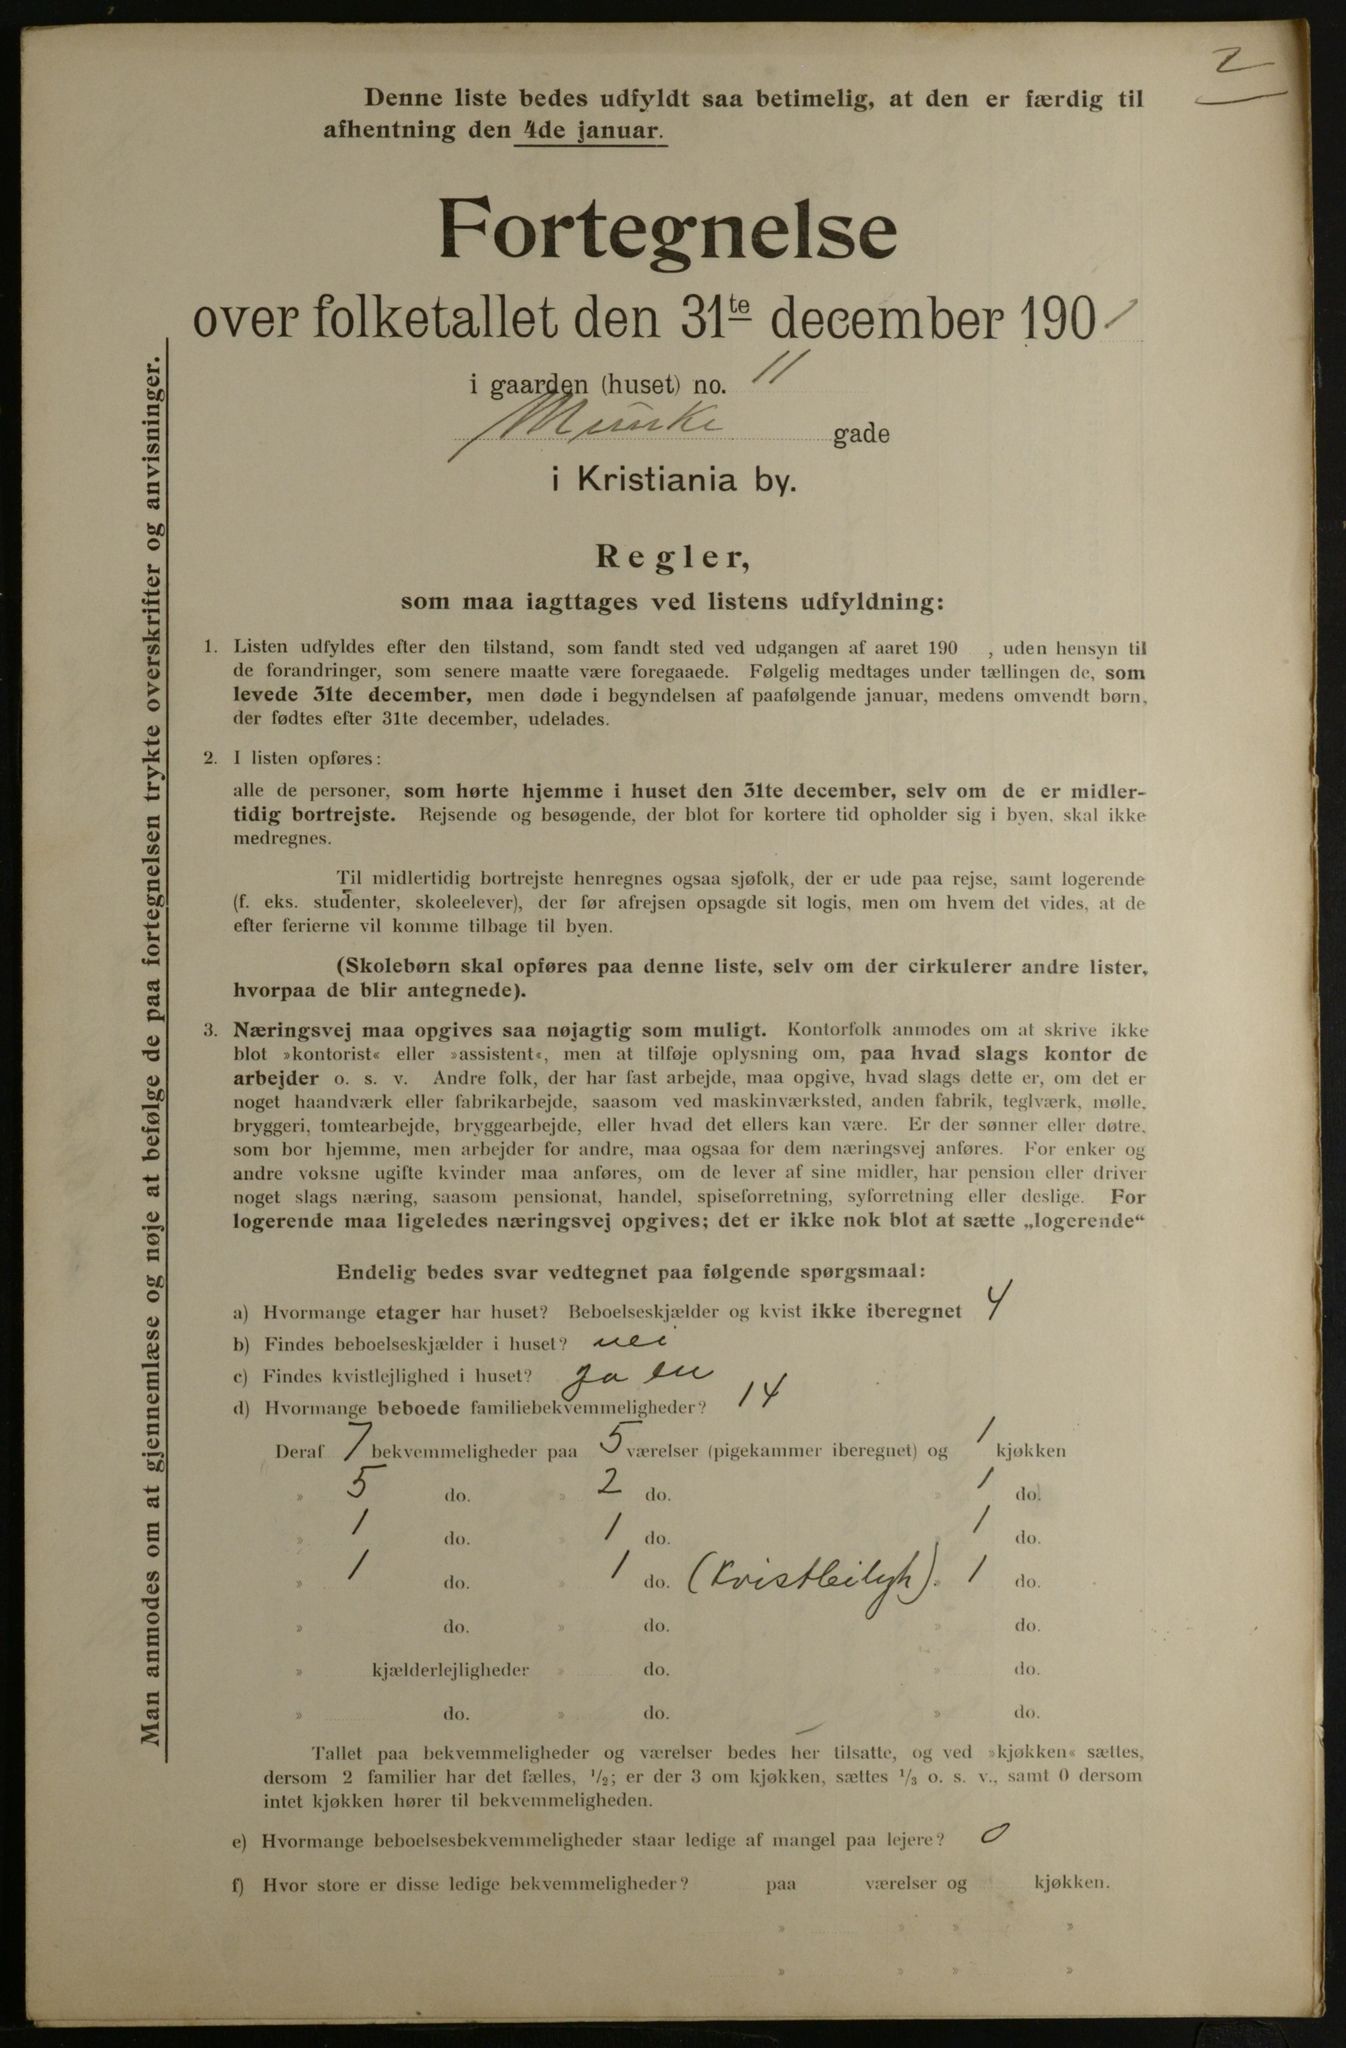 2
Denne liste bedes udfyldt saa betimelig, at den er færdig til
afhentning den 4de januar.
Fortegnelse
over folketallet den 31te december 1901
i gaarden (huset) no. 11
Munke gade
i Kristiania by.
Regler,
som maa iagttages ved listens udfyldning:
1. Listen udfyldes efter den tilstand, som fandt sted ved udgangen af aaret 190 , uden hensyn til
de forandringer, som senere maatte være foregaaede. Følgelig medtages under tællingen de, som
levede 31te december, men døde i begyndelsen af paafølgende januar, medens omvendt børn,
der fødtes efter 31te december, udelades.
2. I listen opføres:
alle de personer, som hørte hjemme i huset den 31te december, selv om de er midler-
tidig bortrejste. Rejsende og besøgende, der blot for kortere tid opholder sig i byen, skal ikke
medregnes.
Til midlertidig bortrejste henregnes ogsaa sjøfolk, der er ude paa rejse, samt logerende
(f. eks. studenter, skoleelever), der før afrejsen opsagde sit logis, men om hvem det vides, at de
efter ferierne vil komme tilbage til byen.
(Skolebørn skal opføres paa denne liste, selv om der cirkulerer andre lister,
hvorpaa de blir antegnede).
3. Næringsvej maa opgives saa nøjagtig som muligt. Kontorfolk anmodes om at skrive ikke
blot »kontorist« eller »assistent«, men at tilføje oplysning om, paa hvad slags kontor de
arbejder o. s. v. Andre folk, der har fast arbejde, maa opgive, hvad slags dette er, om det er
noget haandværk eller fabrikarbejde, saasom ved maskinværksted, anden fabrik, teglværk, mølle,
bryggeri, tomtearbejde, bryggearbejde, eller hvad det ellers kan være. Er der sønner eller døtre,
som bor hjemme, men arbejder for andre, maa ogsaa for dem næringsvej anføres. For enker og
andre voksne ugifte kvinder maa anføres, om de lever af sine midler, har pension eller driver
noget slags næring, saasom pensionat, handel, spiseforretning, syforretning eller deslige. For
logerende maa ligeledes næringsvej opgives; det er ikke nok blot at sætte „logerende“
Endelig bedes svar vedtegnet paa følgende spørgsmaal:
a) Hvormange etager har huset? Beboelseskjælder og kvist ikke iberegnet 4
b) Findes beboelseskjælder i huset? nei
c) Findes kvistlejlighed i huset? ja en
d) Hvormange beboede familiebekvemmeligheder? 14
Deraf 7 bekvemmeligheder paa 5 værelser (pigekammer iberegnet) og 1 kjøkken
» 5 do. » 2 do. » 1 do.
» 1 do. 1 do. 1 do.
» 1 do. » 1 do. (Kvistleiligh). 1 do.
» do. » do. » do.
» kjælderlejligheder » do. » do.
» do. » do. » do.
Tallet paa bekvemmeligheder og værelser bedes her tilsatte, og ved »kjøkken« sættes,
dersom 2 familier har det fælles, 1/2; er der 3 om kjøkken, sættes 1/3 o. s. v., samt 0 dersom
intet kjøkken hører til bekvemmeligheden.
e) Hvormange beboelsesbekvemmeligheder staar ledige af mangel paa lejere? 0
f) Hvor store er disse ledige bekvemmeligheder? paa værelser og kjøkken.
» » » »
» » » »
Man anmodes om at gjennemlæse og nøje at befølge de paa fortegnelsen trykte overskrifter og anvisninger.